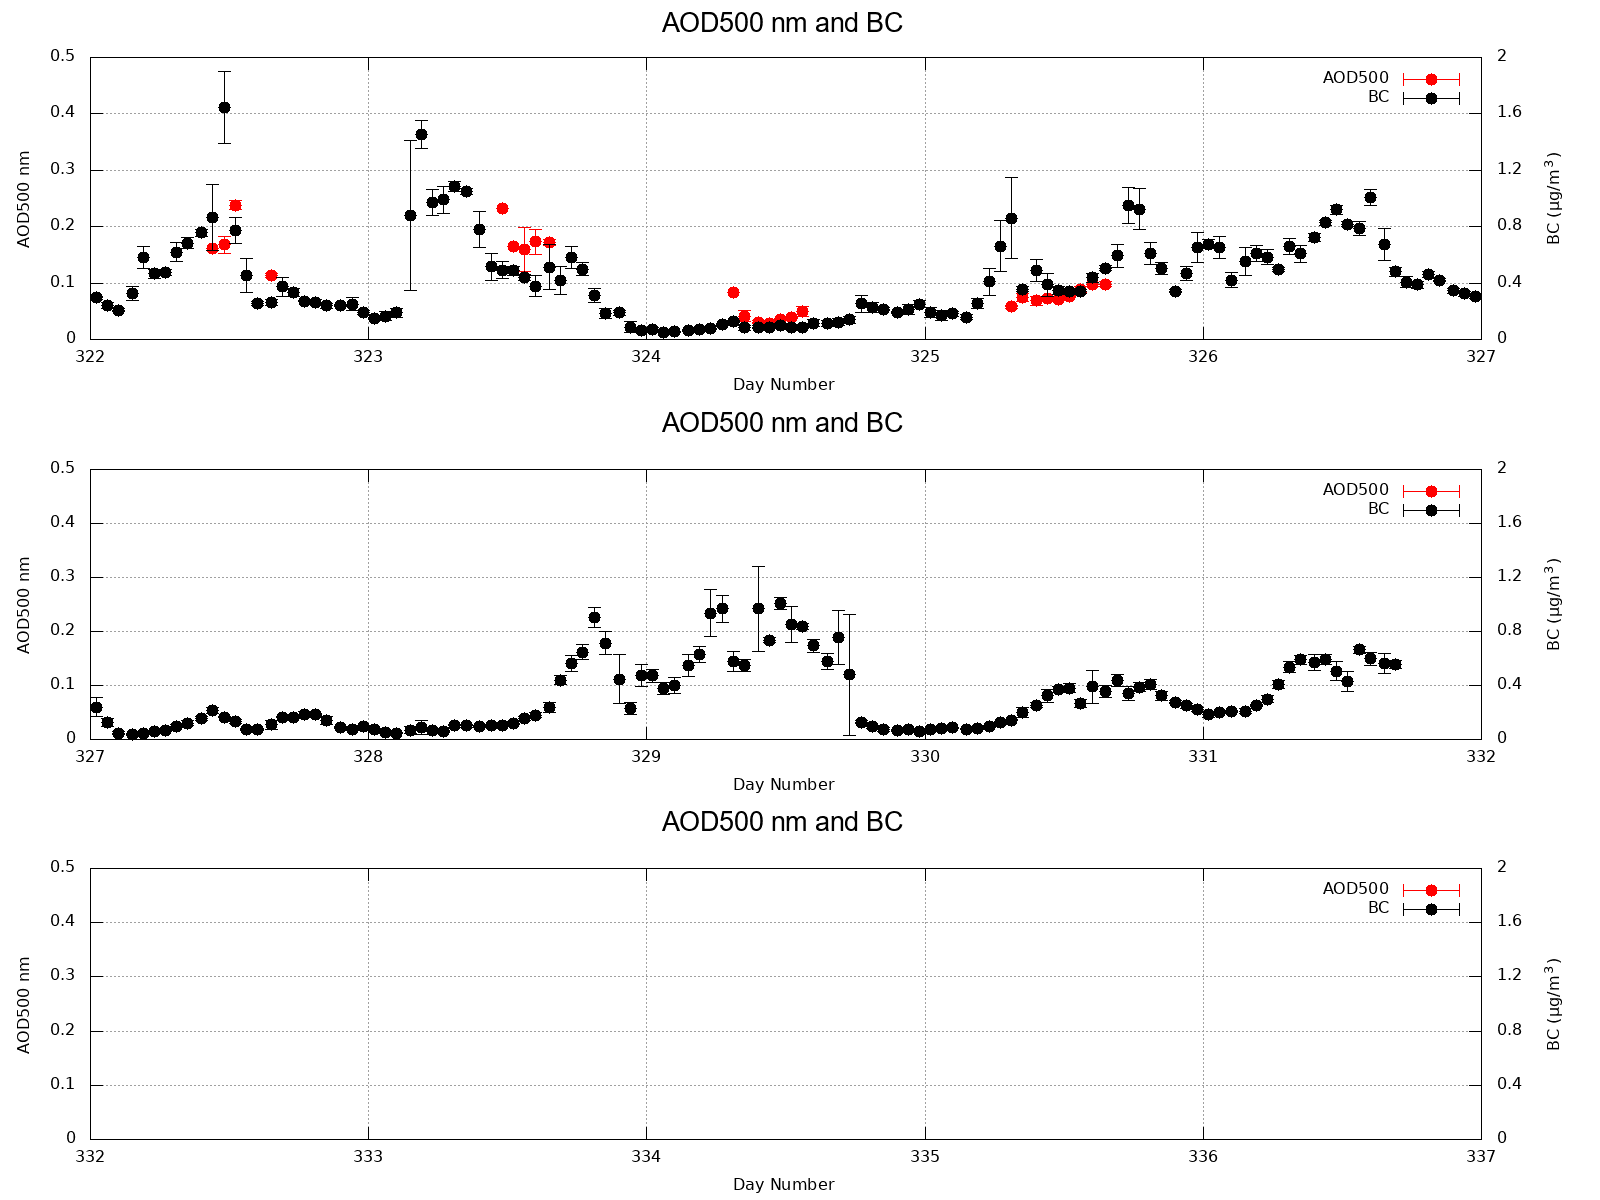 AOD500 nm and BC
0.5 2
AOD500
BC
0.4 1.6
0.3 1.2
AOD500 nm
BC (µg/m3)
0.2 0.8
0.1 0.4
0 0
322 323 324 325 326 327
Day Number
AOD500 nm and BC
0.5 2
AOD500
BC
0.4 1.6
0.3 1.2
AOD500 nm
BC (µg/m3)
0.2 0.8
0.1 0.4
0 0
327 328 329 330 331 332
Day Number
AOD500 nm and BC
0.5 2
AOD500
BC
0.4 1.6
0.3 1.2
AOD500 nm
BC (µg/m3)
0.2 0.8
0.1 0.4
0 0
332 333 334 335 336 337
Day Number